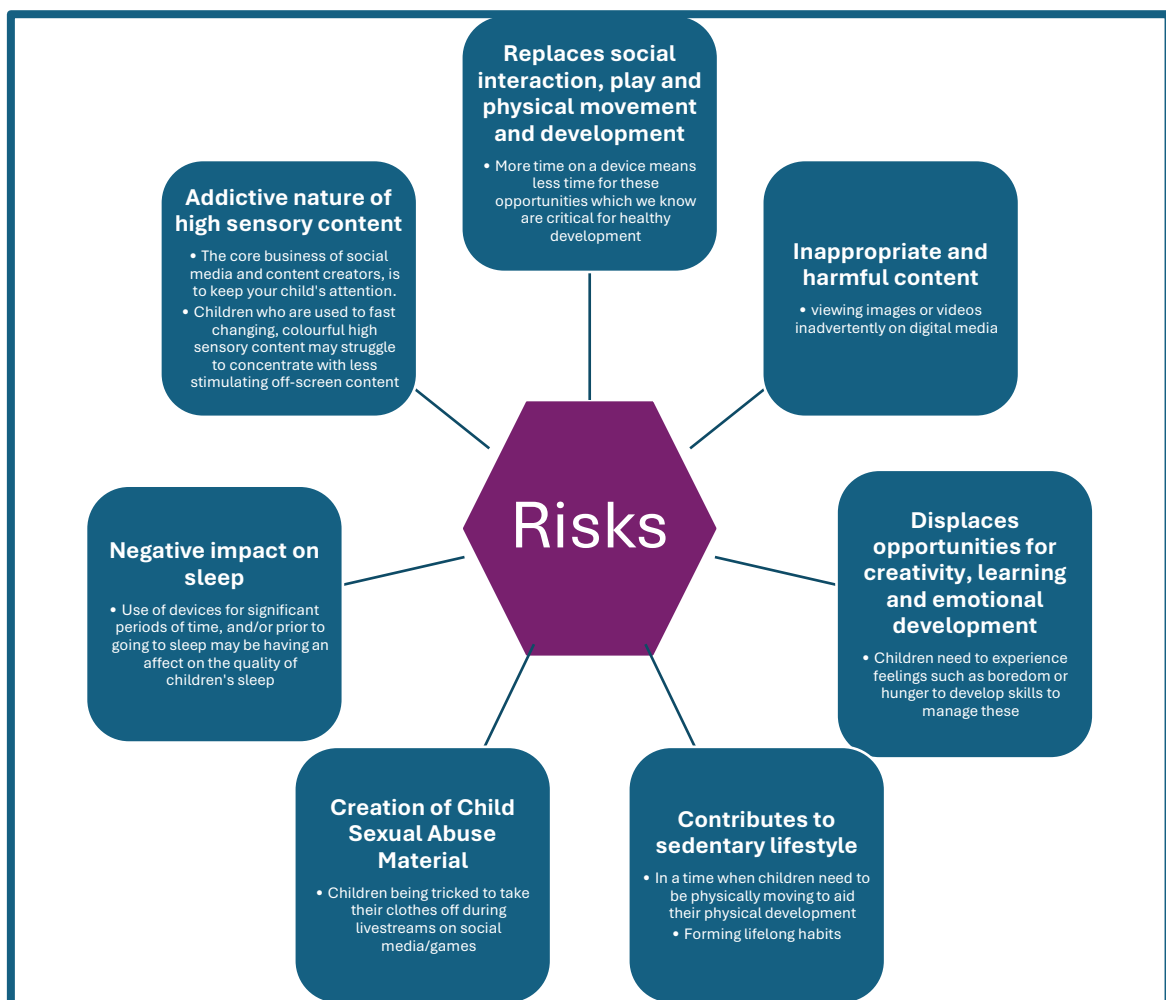 Replaces social
interaction, play and
physical movement
and development
• More time on a device means
less time for these
opportunities which we know
are critical for healthy
development
Addictive nature of
high sensory content
• The core business of social
media and content creators, is
to keep your child's attention.
• Children who are used to fast
changing, colourful high
sensory content may struggle
to concentrate with less
stimulating off-screen content
Inappropriate and
harmful content
• viewing images or videos
inadvertently on digital media
Risks
Negative impact on
sleep
• Use of devices for significant
periods of time, and/or prior to
going to sleep may be having an
affect on the quality of
children's sleep
Displaces
opportunities for
creativity, learning
and emotional
development
• Children need to experience
feelings such as boredom or
hunger to develop skills to
manage these
Creation of Child
Sexual Abuse
Material
• Children being tricked to take
their clothes off during
livestreams on social
media/games
Contributes to
sedentary lifestyle
• In a time when children need to
be physically moving to aid
their physical development
• Forming lifelong habits